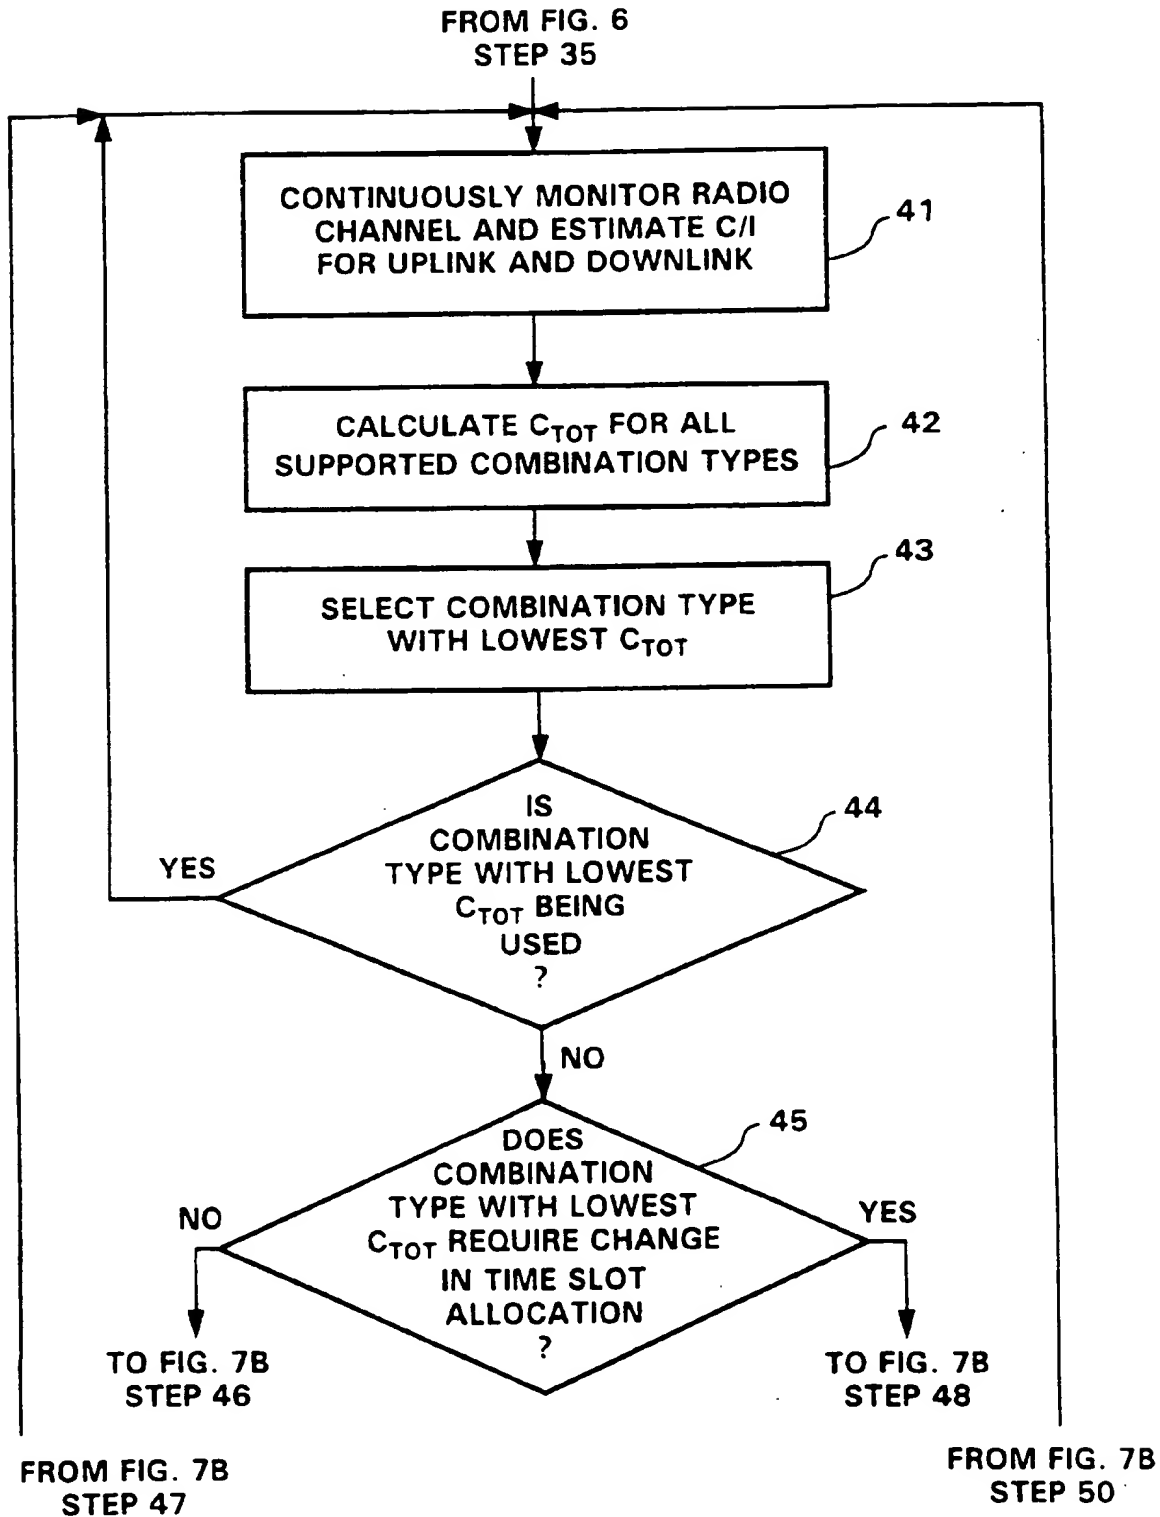 FROM FIG. 6
STEP 35
CONTINUOUSLY MONITOR RADIO
CHANNEL AND ESTIMATE C/I
FOR UPLINK AND DOWNLINK
41
CALCULATE CTOT FOR ALL
SUPPORTED COMBINATION TYPES
42
SELECT COMBINATION TYPE
WITH LOWEST CTOT
43
IS
COMBINATION
TYPE WITH LOWEST
CTOT BEING
USED
?
44
YES
NO
DOES
COMBINATION
TYPE WITH LOWEST
CTOT REQUIRE CHANGE
IN TIME SLOT
ALLOCATION
?
45
NO
YES
TO FIG. 7B
STEP 46
TO FIG. 7B
STEP 48
FROM FIG. 7B
STEP 47
FROM FIG. 7B
STEP 50